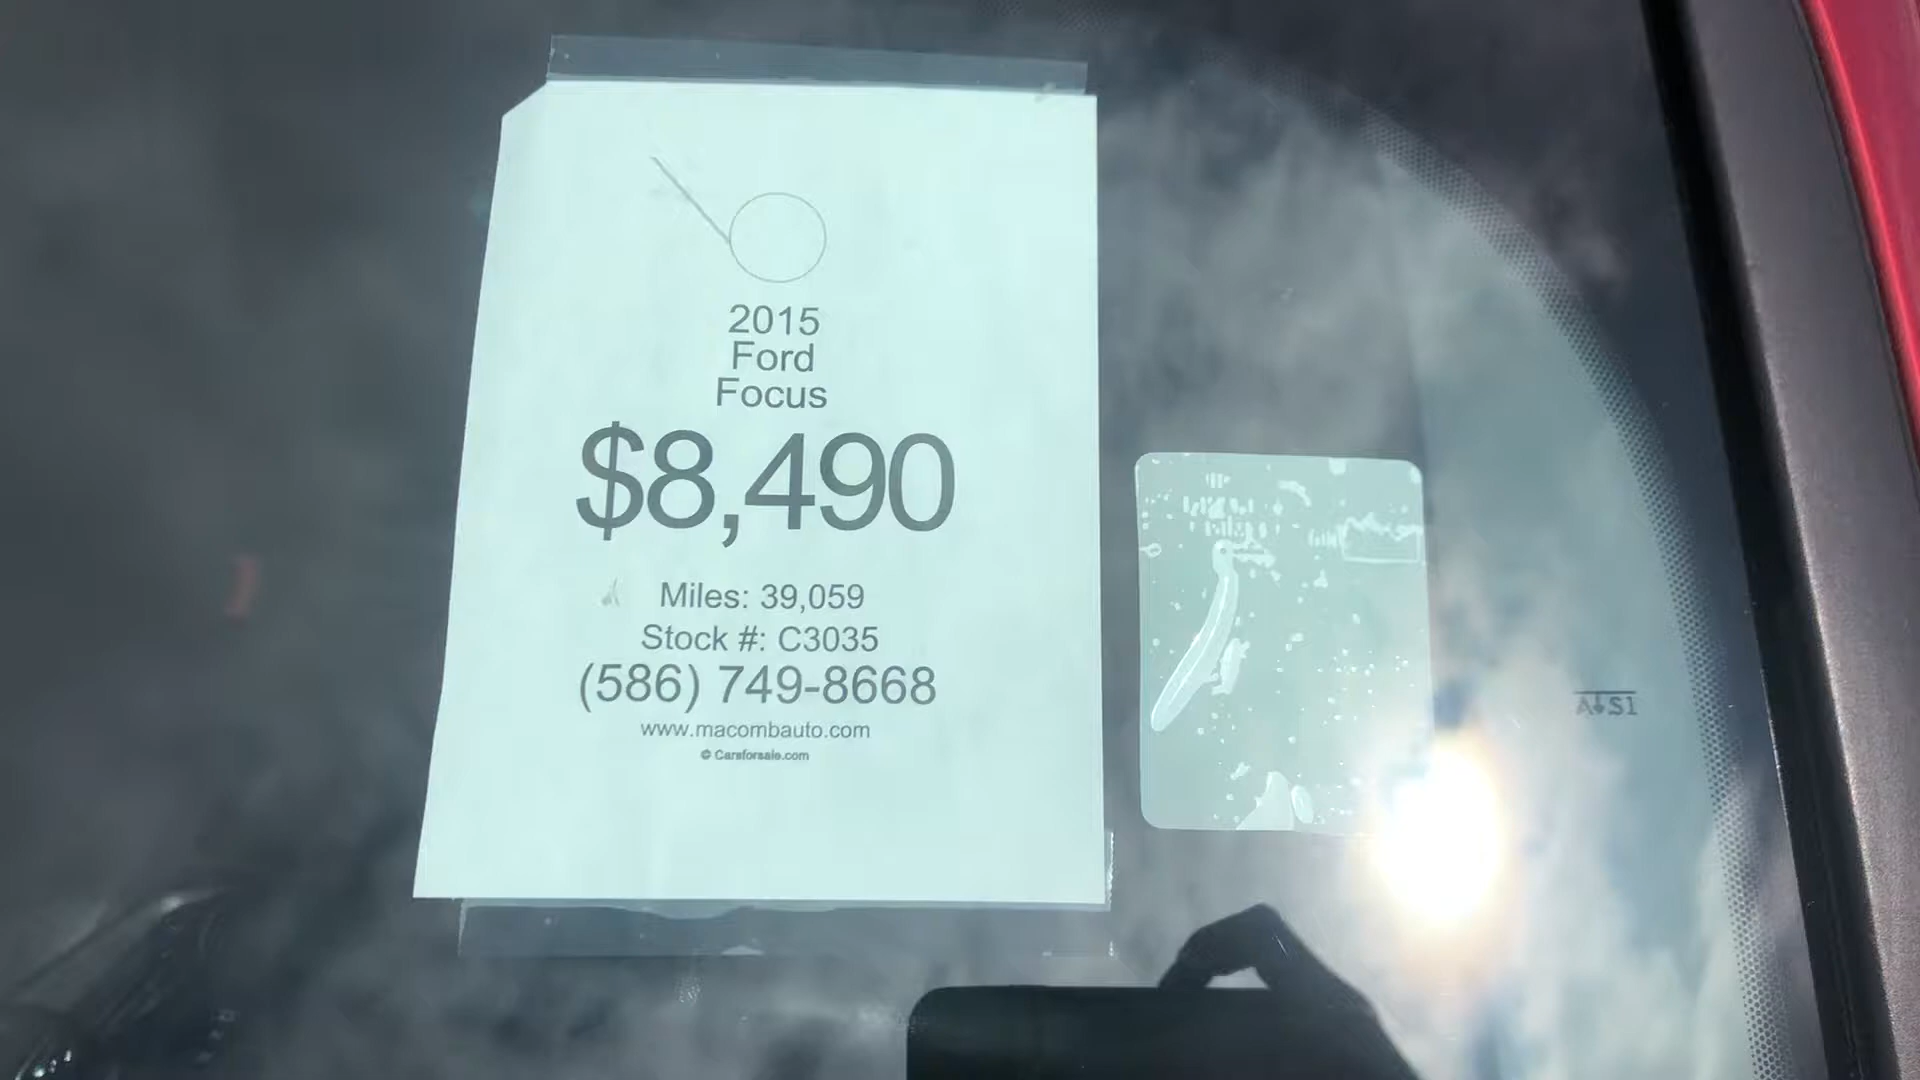 2015
Ford
Focus
$8,490
Miles: 39,059
Stock #: C3035
(586) 749-8668
www.macombauto.com
© Carsforsale.com
AS1